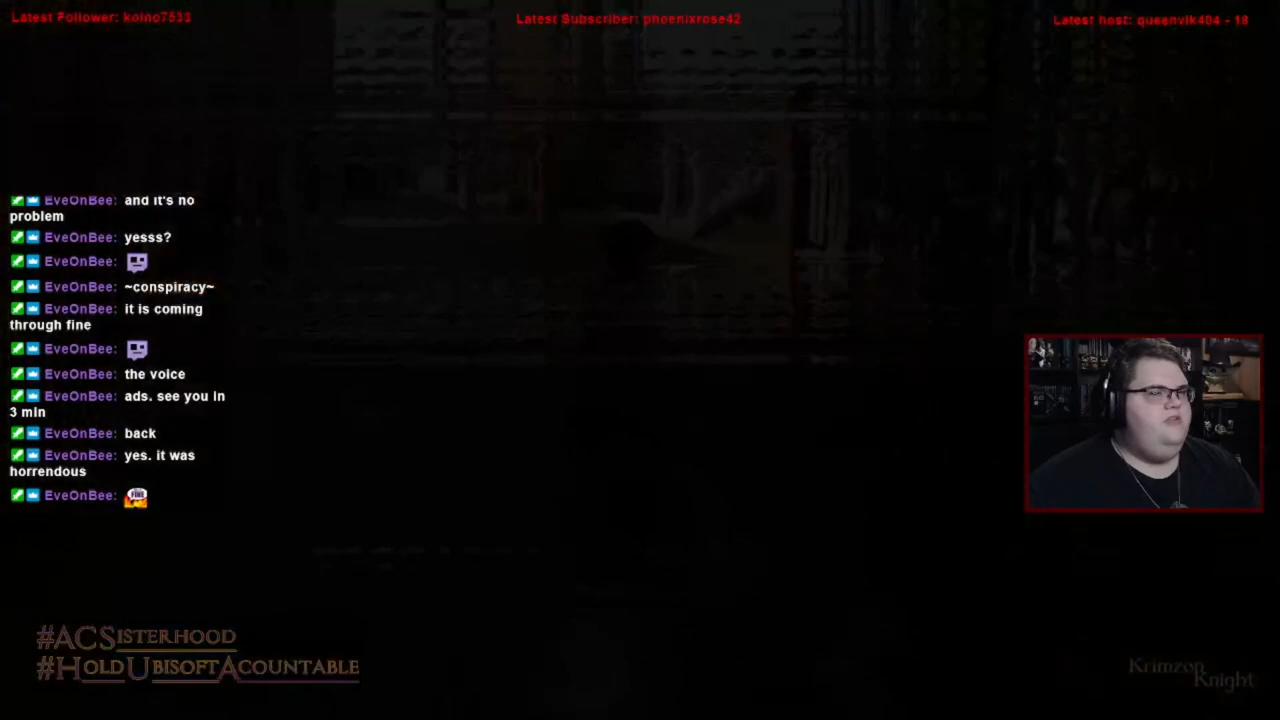 Latest Follower: koino7533
Latest Subscriber: phoenixrose42
Latest host: queenvik404 - 18
EveOnBee: and it's no
problem
EveOnBee: yesss?
EveOnBee:
EveOnBee: ~conspiracy~
EveOnBee: it is coming
through fine
EveOnBee:
EveOnBee: the voice
EveOnBee: ads. see you in
3 min
EveOnBee: back
EveOnBee: yes. it was
horrendous
EveOnBee: FINE
#ACSisterhood
#HoldUbisoftAcountable
Krimzon
Knight